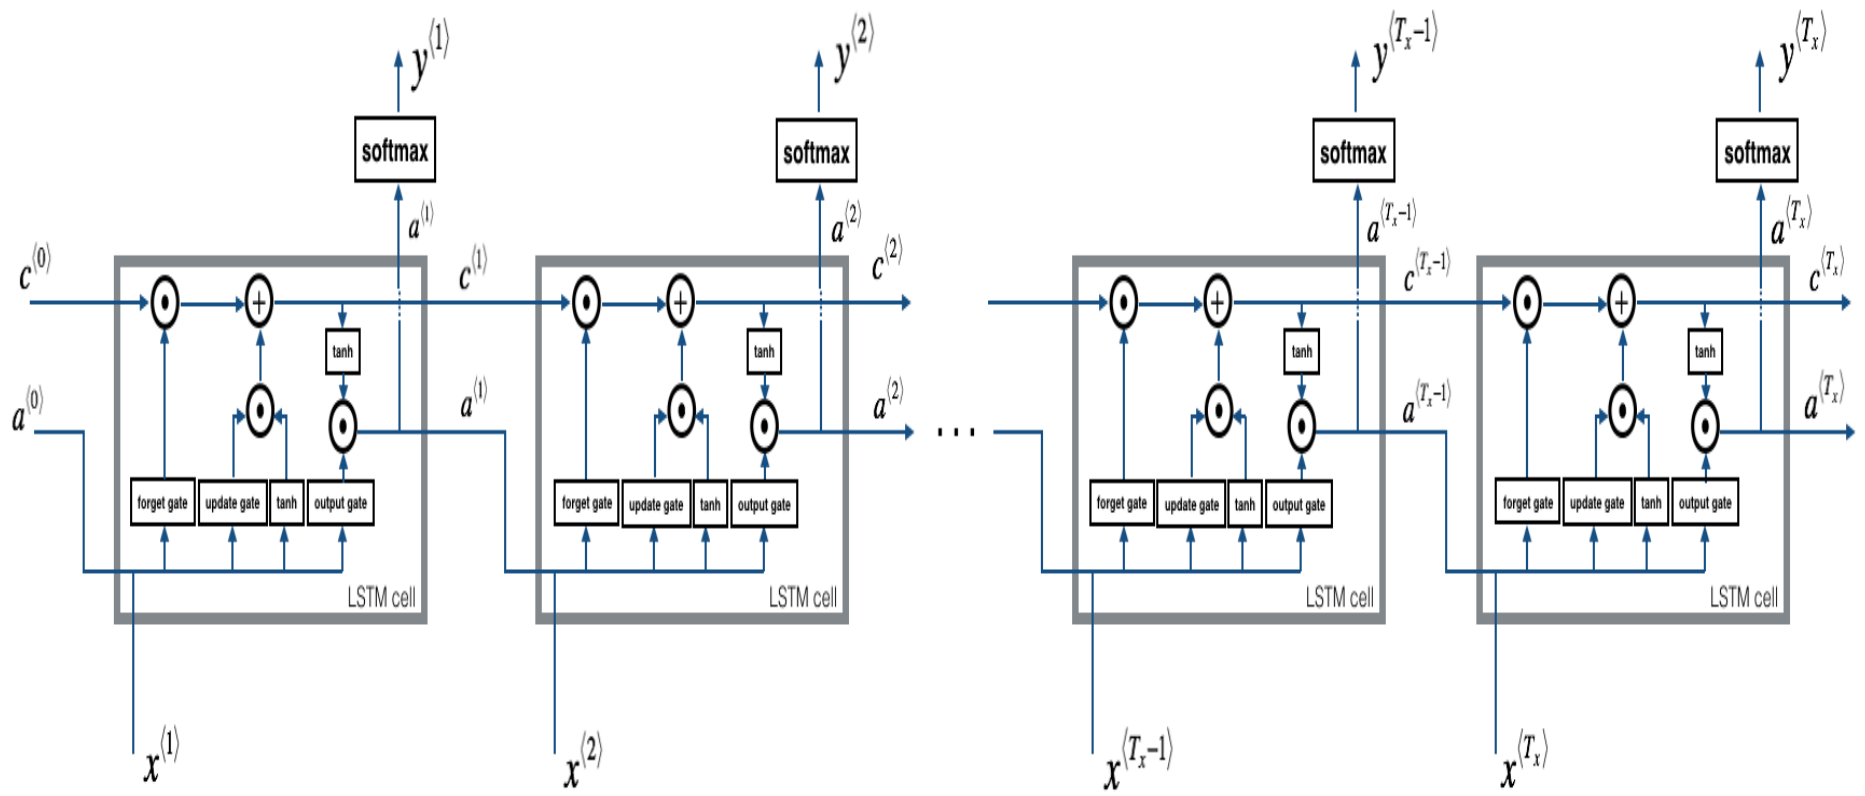 y⟨1⟩ y⟨2⟩ y⟨Tx−1⟩ y⟨Tx⟩
softmax softmax softmax softmax
a⟨1⟩ a⟨2⟩ a⟨Tx−1⟩ a⟨Tx⟩
c⟨0⟩ c⟨1⟩ c⟨2⟩ c⟨Tx−1⟩ c⟨Tx⟩
+ + + +
tanh tanh tanh tanh
a⟨0⟩ a⟨1⟩ a⟨2⟩ ... a⟨Tx−1⟩ a⟨Tx⟩
forget gate update gate tanh output gate forget gate update gate tanh output gate forget gate update gate tanh output gate forget gate update gate tanh output gate
LSTM cell LSTM cell LSTM cell LSTM cell
x⟨1⟩ x⟨2⟩ x⟨Tx−1⟩ x⟨Tx⟩